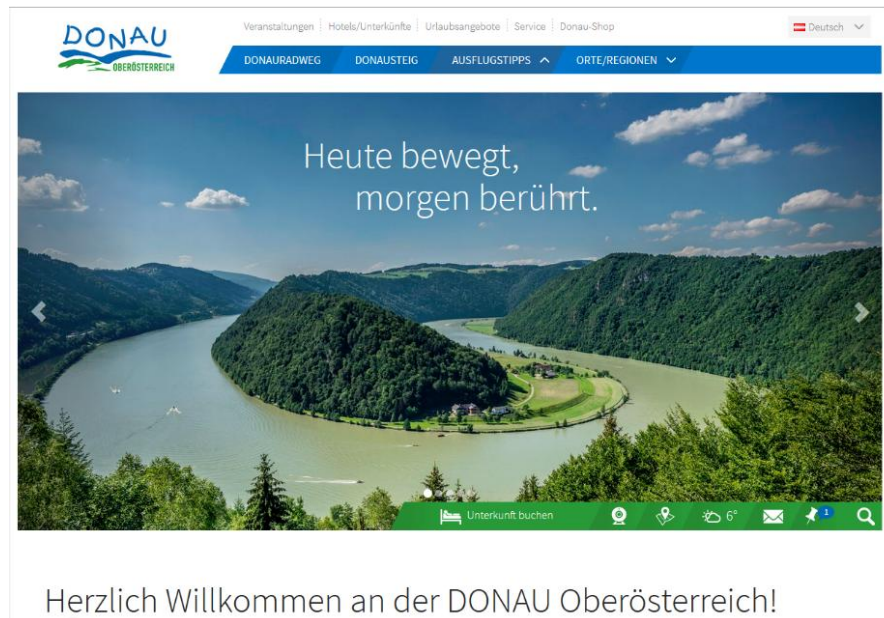 DONAU
OBERÖSTERREICH
Veranstaltungen Hotels/Unterkünfte Urlaubsangebote Service Donau-Shop
Deutsch
DONAURADWEG DONAUSTEIG AUSFLUGSTIPPS ORTE/REGIONEN
Heute bewegt,
morgen berührt.
Unterkunft buchen 6° 1
Herzlich Willkommen an der DONAU Oberösterreich!